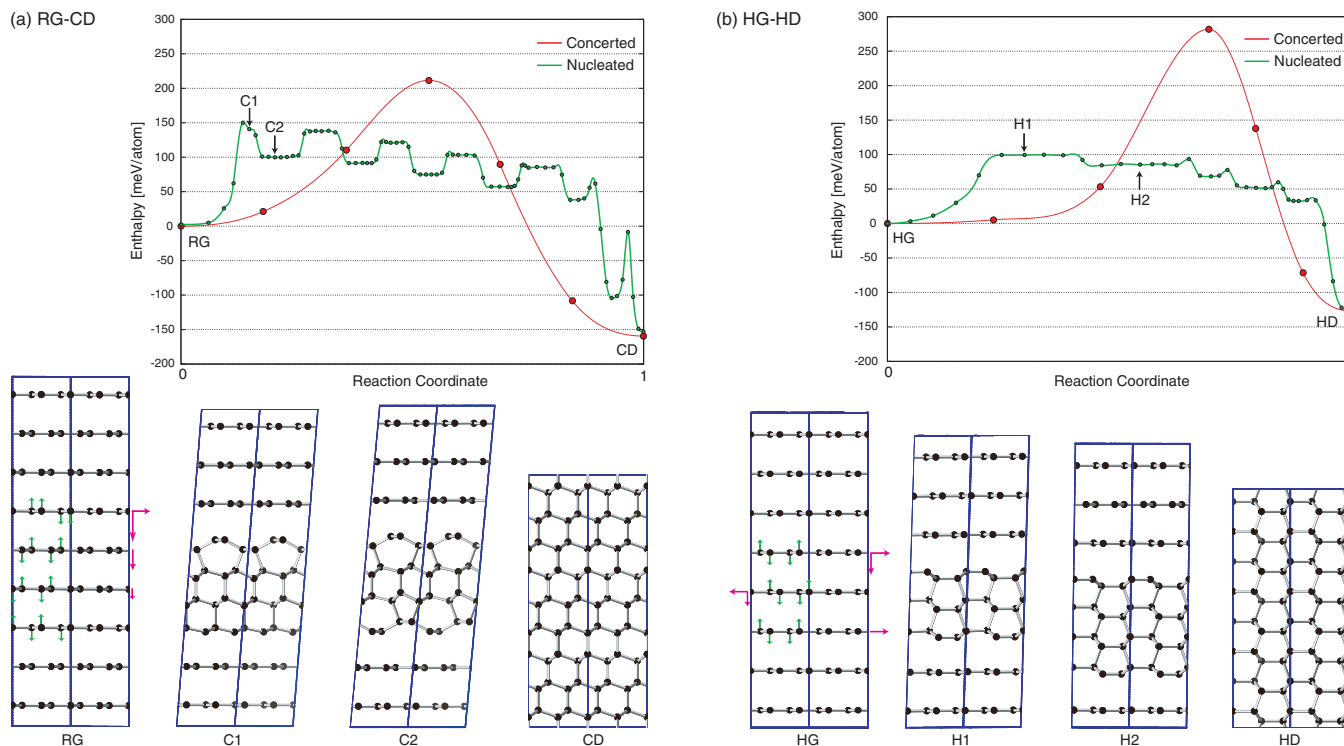 (a) RG-CD
300
250
200
150
100
50
0
-50
-100
-150
-200
Enthalpy [meV/atom]
Concerted
Nucleated
C1
C2
RG
CD
0
Reaction Coordinate
1
(b) HG-HD
300
250
200
150
100
50
0
-50
-100
-150
-200
Enthalpy [meV/atom]
Concerted
Nucleated
H1
H2
HG
HD
0
Reaction Coordinate
1
RG
C1
C2
CD
HG
H1
H2
HD